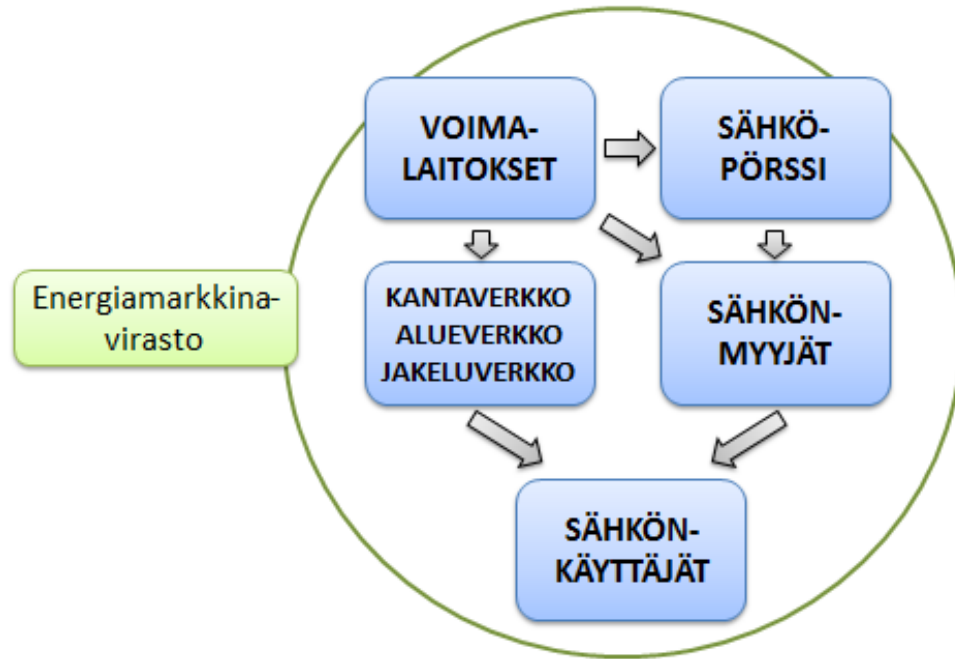 VOIMA-
LAITOKSET
SÄHKÖ-
PÖRSSI
Energiamarkkina-
virasto
KANTAVERKKO
ALUEVERKKO
JAKELUVERKKO
SÄHKÖN-
MYYJÄT
SÄHKÖN-
KÄYTTÄJÄT